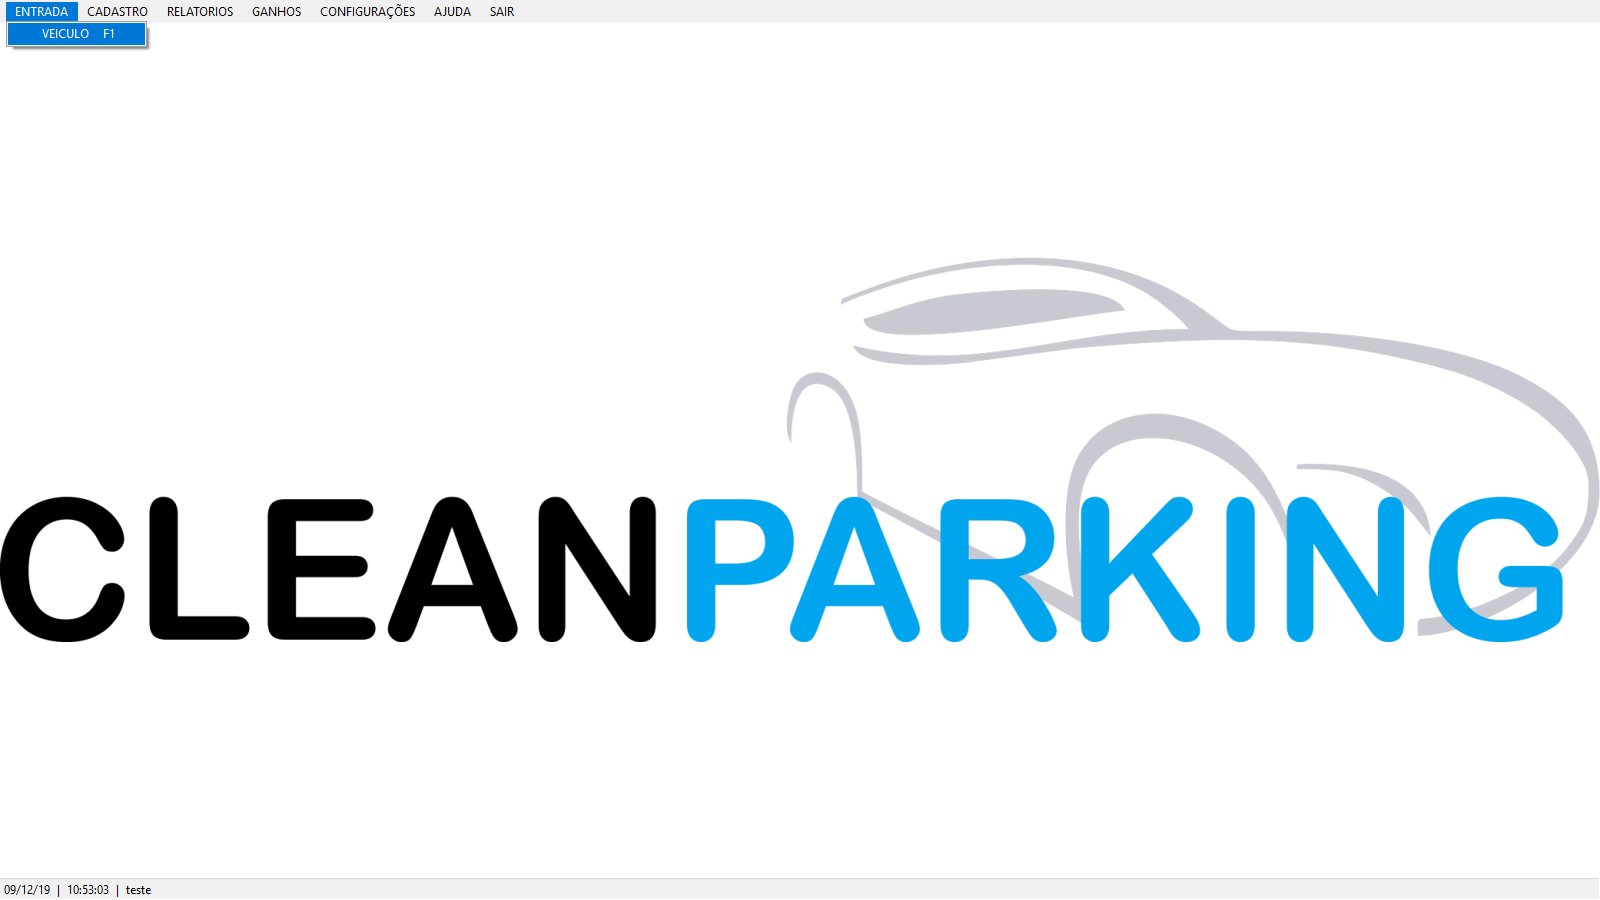 ENTRADA CADASTRO RELATORIOS GANHOS CONFIGURAÇÕES AJUDA SAIR
VEICULO F1
CLEANPARKING
09/12/19 | 10:53:03 | teste